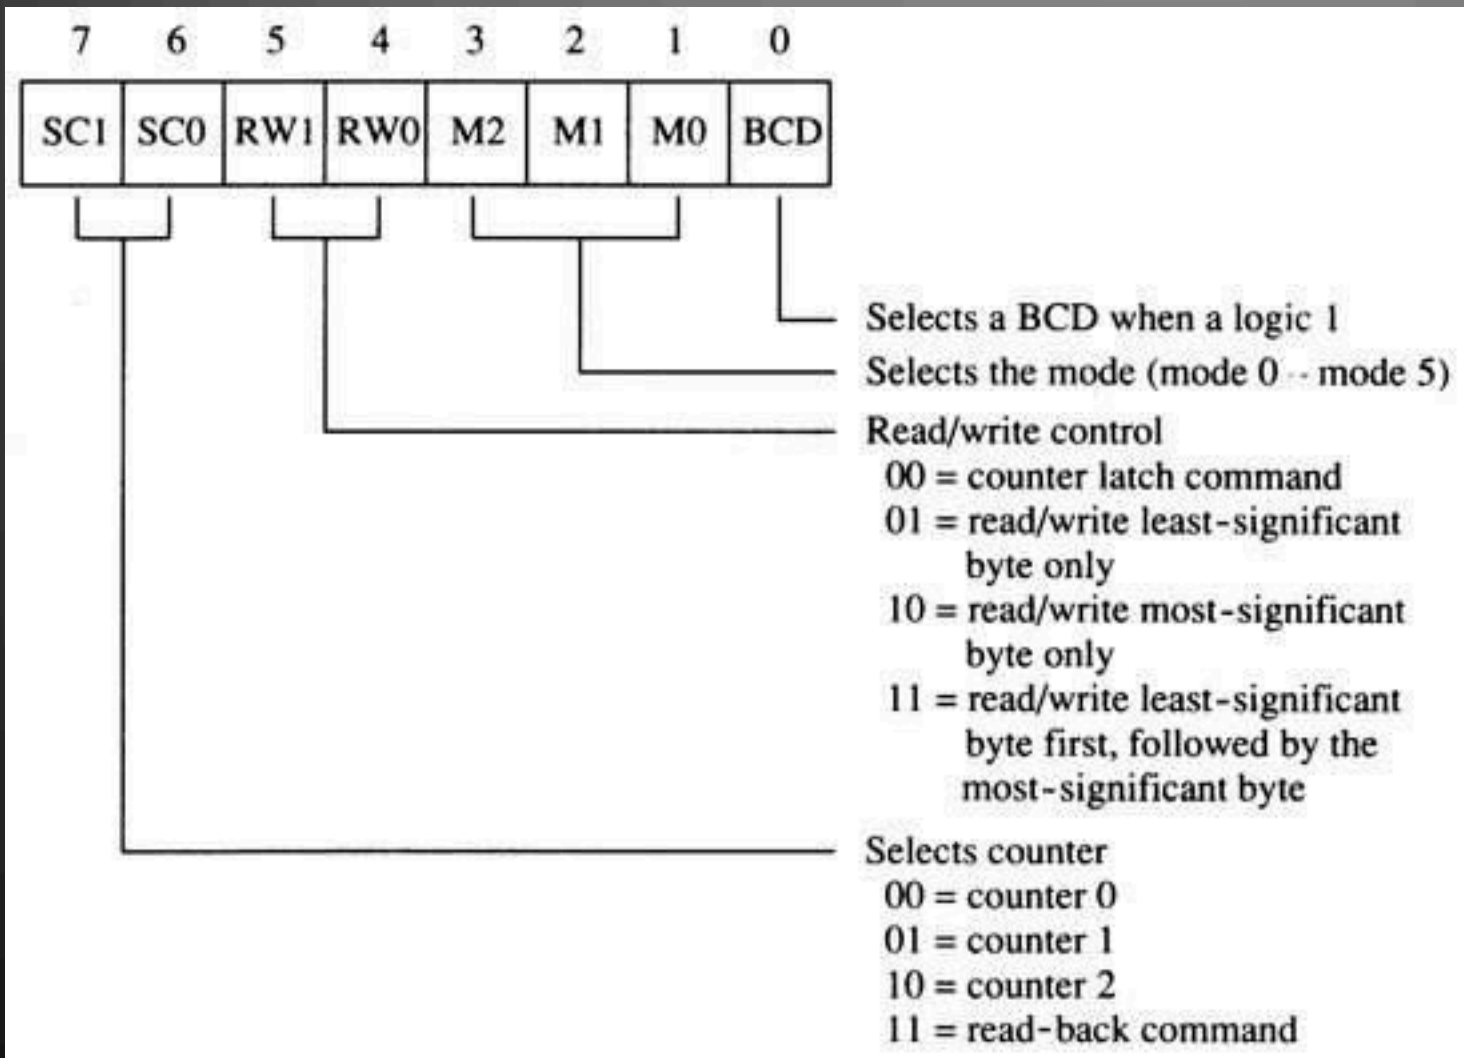 7 6 5 4 3 2 1 0
SC1 SC0 RW1 RW0 M2 M1 M0 BCD
Selects a BCD when a logic 1
Selects the mode (mode 0 - mode 5)
Read/write control
00 = counter latch command
01 = read/write least-significant
byte only
10 = read/write most-significant
byte only
11 = read/write least-significant
byte first, followed by the
most-significant byte
Selects counter
00 = counter 0
01 = counter 1
10 = counter 2
11 = read-back command